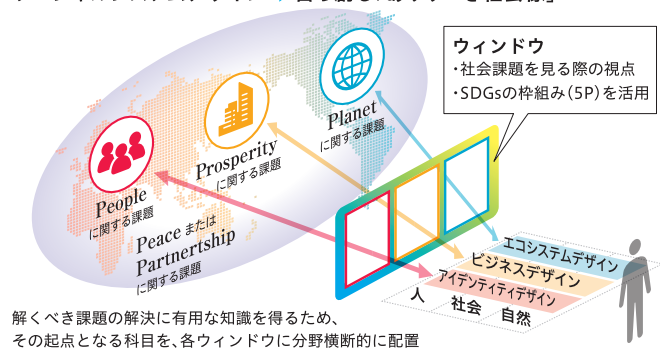 ウィンドウ
・社会課題を見る際の視点
・SDGsの枠組み（5P）を活用
Planet
に関する課題
Prosperity
に関する課題
People
に関する課題
Peace または
Partnertship
に関する課題
エコシステムデザイン
ビジネスデザイン
アイデンティティデザイン
人 社会 自然
解くべき課題の解決に有用な知識を得るため、
その起点となる科目を、各ウィンドウに分野横断的に配置